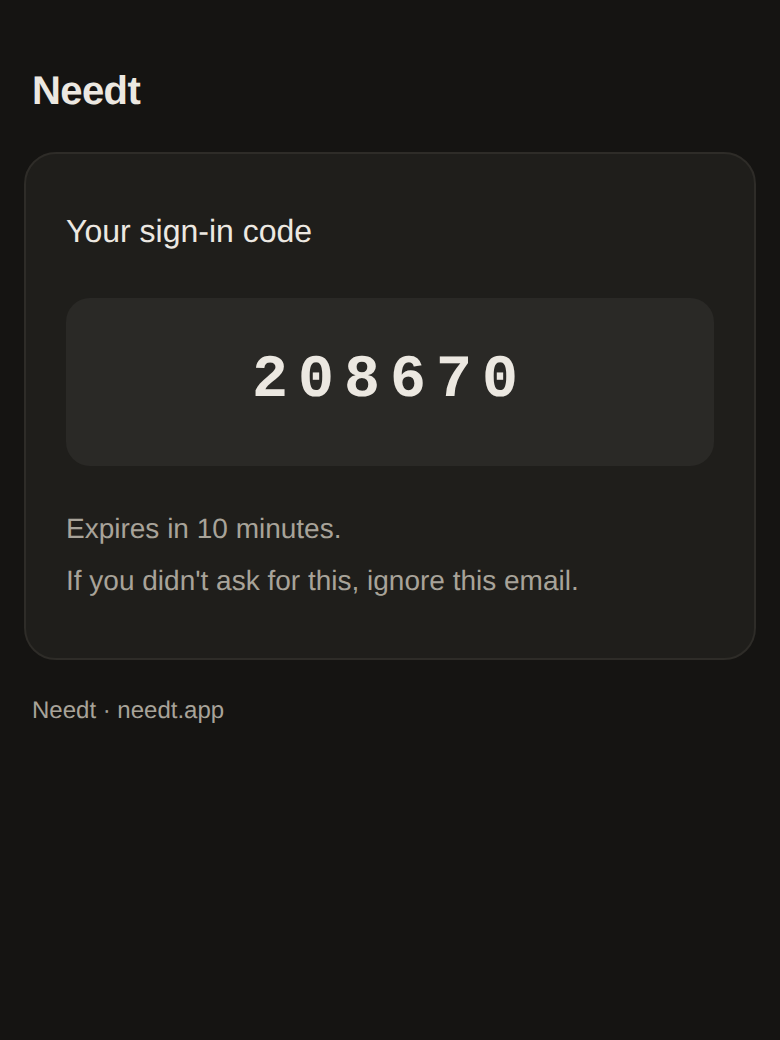 Needt
Your sign-in code
208670
Expires in 10 minutes.
If you didn't ask for this, ignore this email.
Needt · needt.app